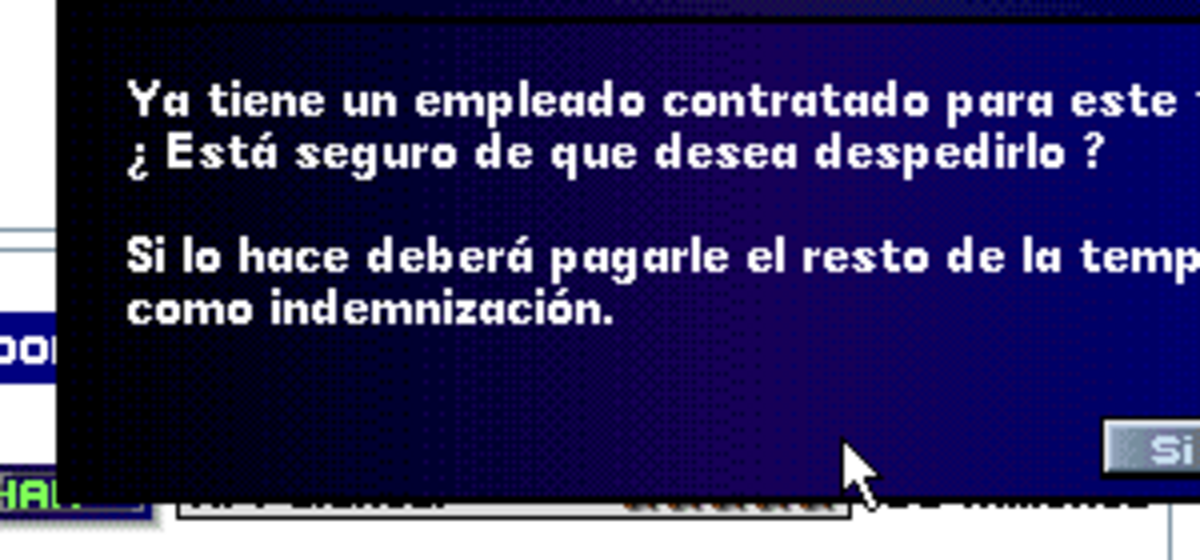 Ya tiene un empleado contratado para este
¿ Está seguro de que desea despedirlo ?
Si lo hace deberá pagarle el resto de la temp
como indemnización.
Si